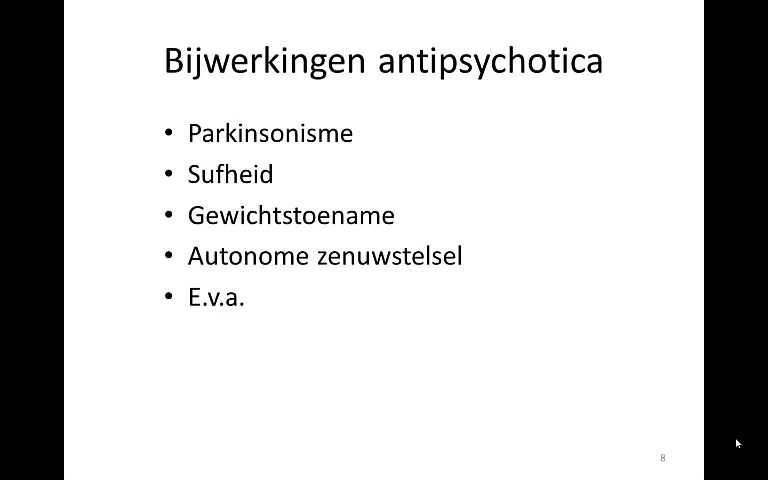 Bijwerkingen antipsychotica
• Parkinsonisme
• Sufheid
• Gewichtstoename
• Autonome zenuwstelsel
• E.v.a.
8